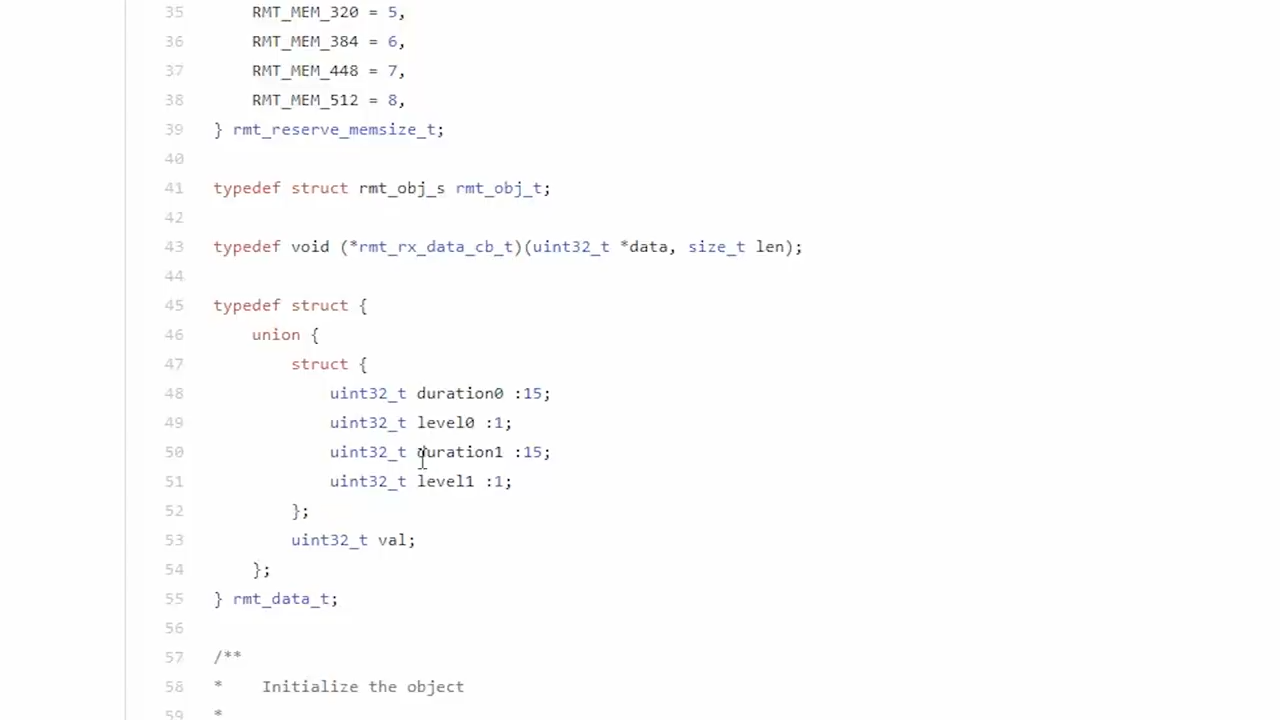 35 RMT_MEM_320 = 5,
36 RMT_MEM_384 = 6,
37 RMT_MEM_448 = 7,
38 RMT_MEM_512 = 8,
39 } rmt_reserve_memsize_t;
40
41 typedef struct rmt_obj_s rmt_obj_t;
42
43 typedef void (*rmt_rx_data_cb_t)(uint32_t *data, size_t len);
44
45 typedef struct {
46 union {
47 struct {
48 uint32_t duration0 :15;
49 uint32_t level0 :1;
50 uint32_t duration1 :15;
51 uint32_t level1 :1;
52 };
53 uint32_t val;
54 };
55 } rmt_data_t;
56
57 /**
58 * Initialize the object
59 *